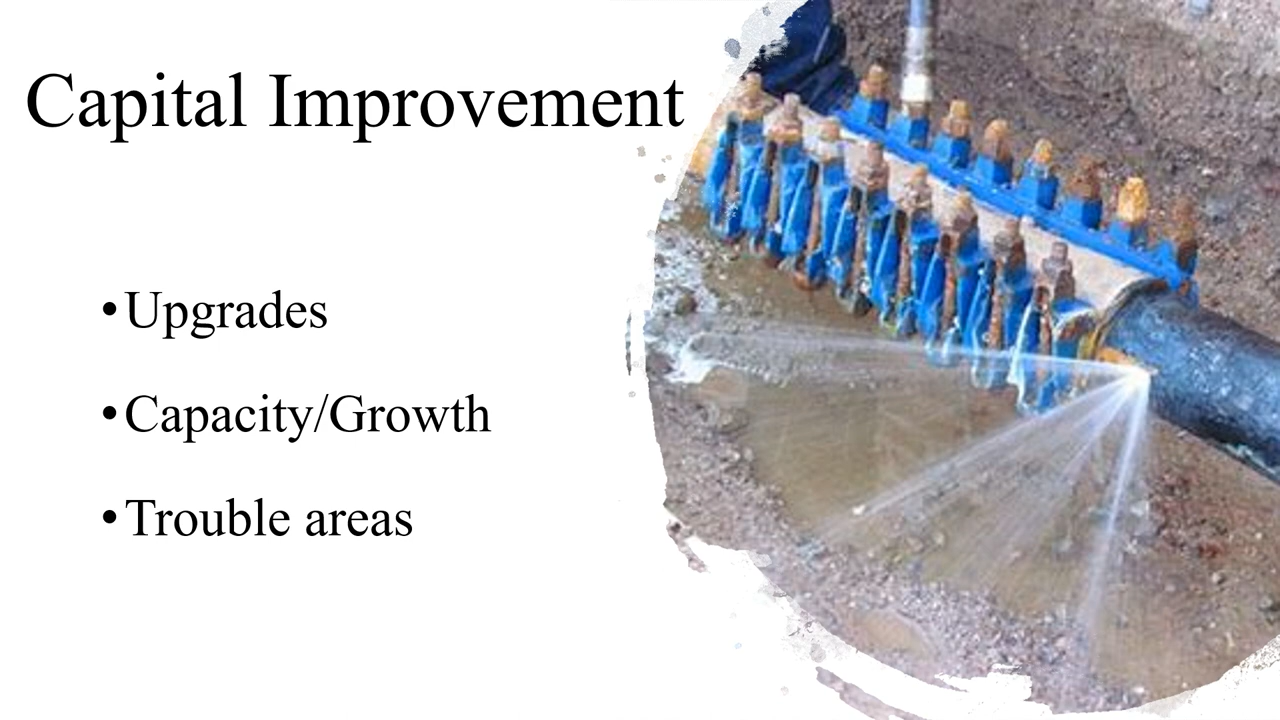 Capital Improvement
•Upgrades
•Capacity/Growth
•Trouble areas